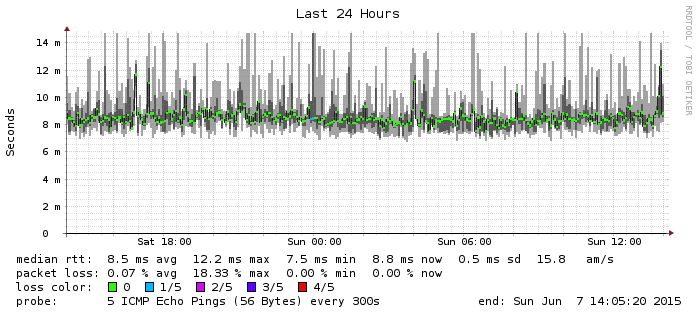 Last 24 Hours
RRDTOOL / TOBI OETIKER
Seconds
14 m
12 m
10 m
8 m
6 m
4 m
2 m
0
Sat 18:00 Sun 00:00 Sun 06:00 Sun 12:00
median rtt: 8.5 ms avg 12.2 ms max 7.5 ms min 8.8 ms now 0.5 ms sd 15.8 am/s
packet loss: 0.07 % avg 18.33 % max 0.00 % min 0.00 % now
loss color: 0 1/5 2/5 3/5 4/5
probe: 5 ICMP Echo Pings (56 Bytes) every 300s end: Sun Jun 7 14:05:20 2015